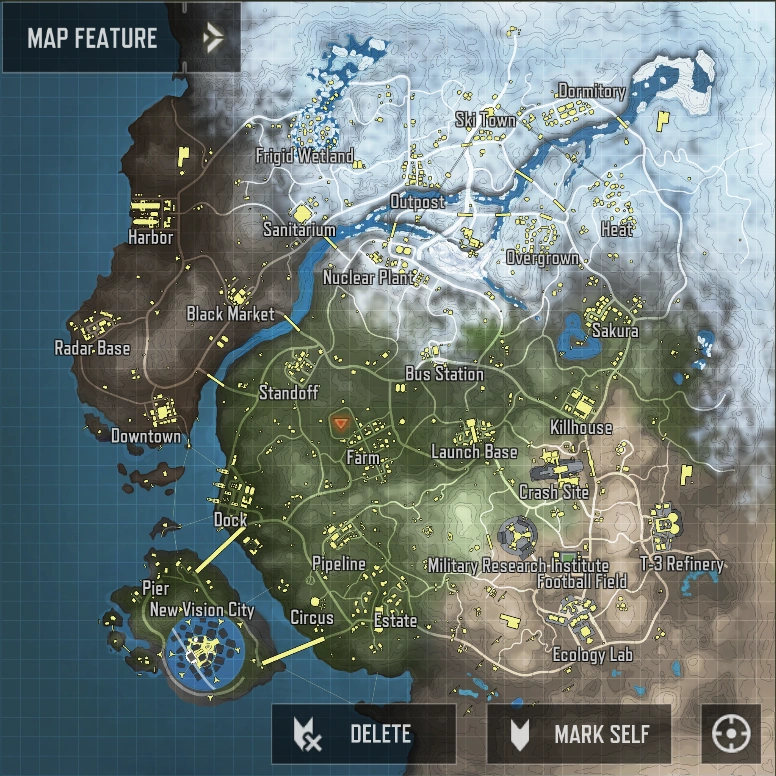 MAP FEATURE
Dormitory
Ski Town
Frigid Wetland
Outpost
Harbor
Sanitarium
Heat
Overgrown
Nuclear Plant
Black Market
Sakura
Radar Base
Bus Station
Standoff
Downtown
Killhouse
Farm
Launch Base
Crash Site
Dock
Pipeline
Military Research Institute
T-3 Refinery
Football Field
Pier
New Vision City
Circus
Estate
Ecology Lab
DELETE
MARK SELF